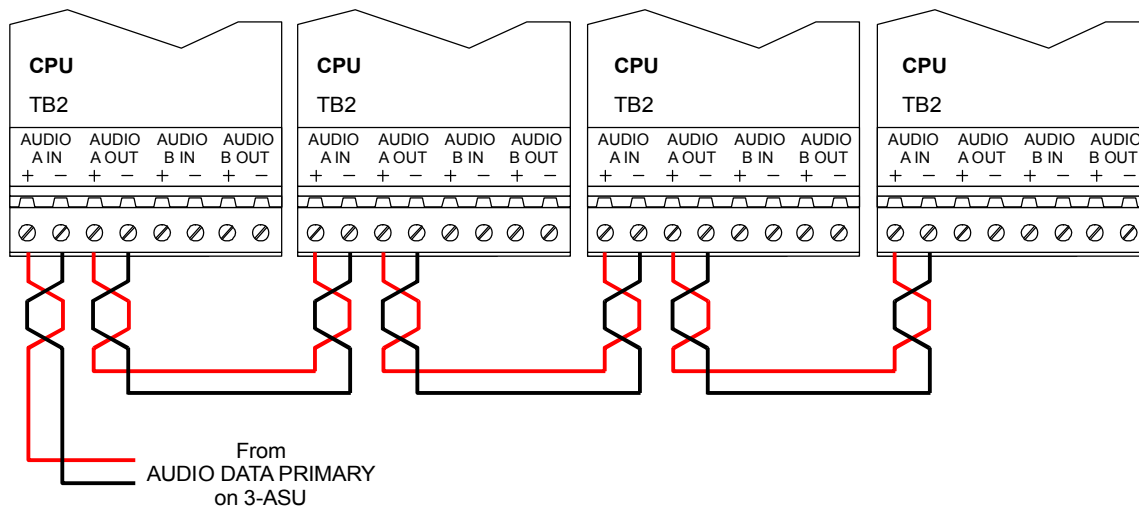 CPU CPU CPU CPU
TB2 TB2 TB2 TB2
AUDIO AUDIO AUDIO AUDIO AUDIO AUDIO AUDIO AUDIO AUDIO AUDIO AUDIO AUDIO AUDIO AUDIO AUDIO AUDIO
A IN A OUT B IN B OUT A IN A OUT B IN B OUT A IN A OUT B IN B OUT A IN A OUT B IN B OUT
+ − + − + − + − + − + − + − + − + − + − + − + − + − + − + − + −
From
AUDIO DATA PRIMARY
on 3-ASU